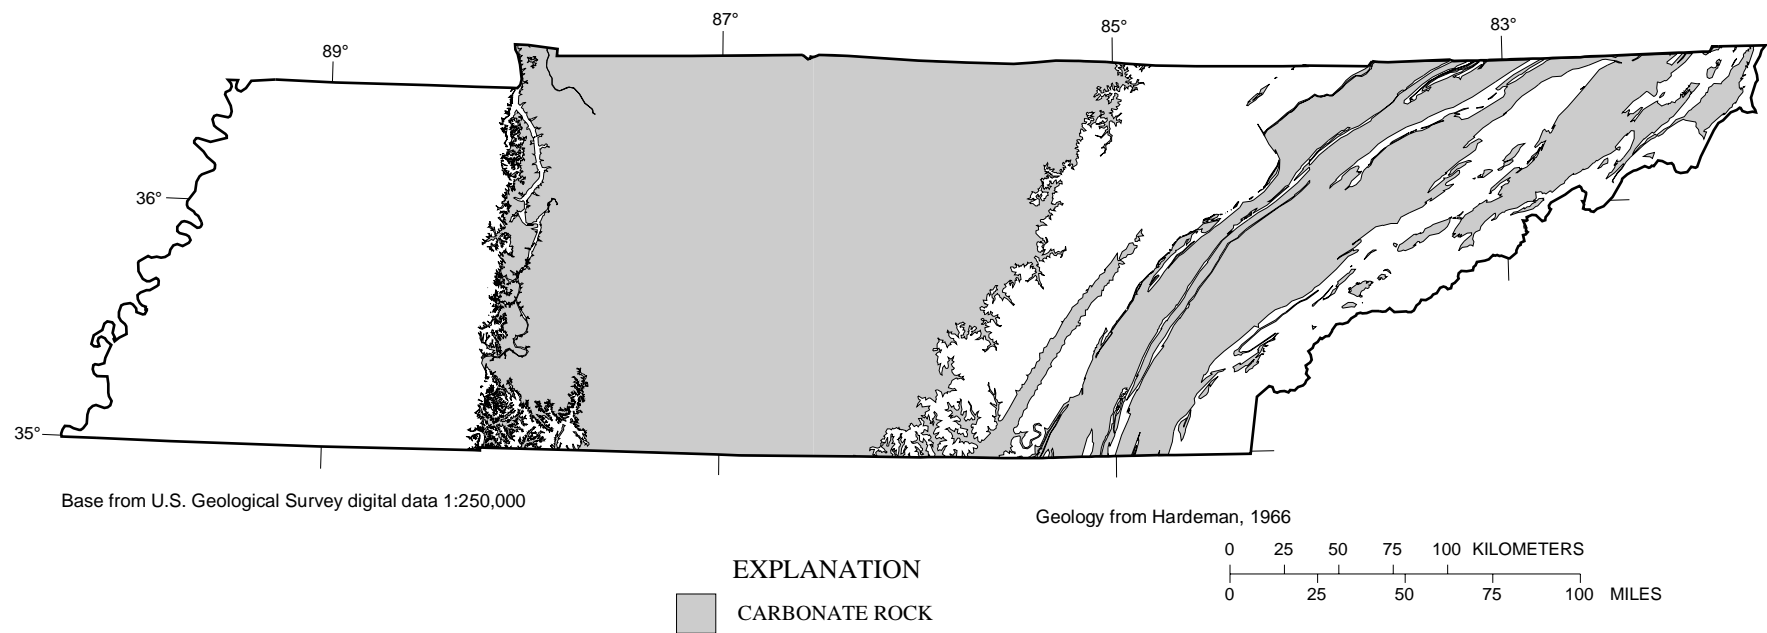 89°
87°
85°
83°
36°
35°
Base from U.S. Geological Survey digital data 1:250,000
Geology from Hardeman, 1966
0 25 50 75 100 KILOMETERS
0 25 50 75 100 MILES
EXPLANATION
CARBONATE ROCK